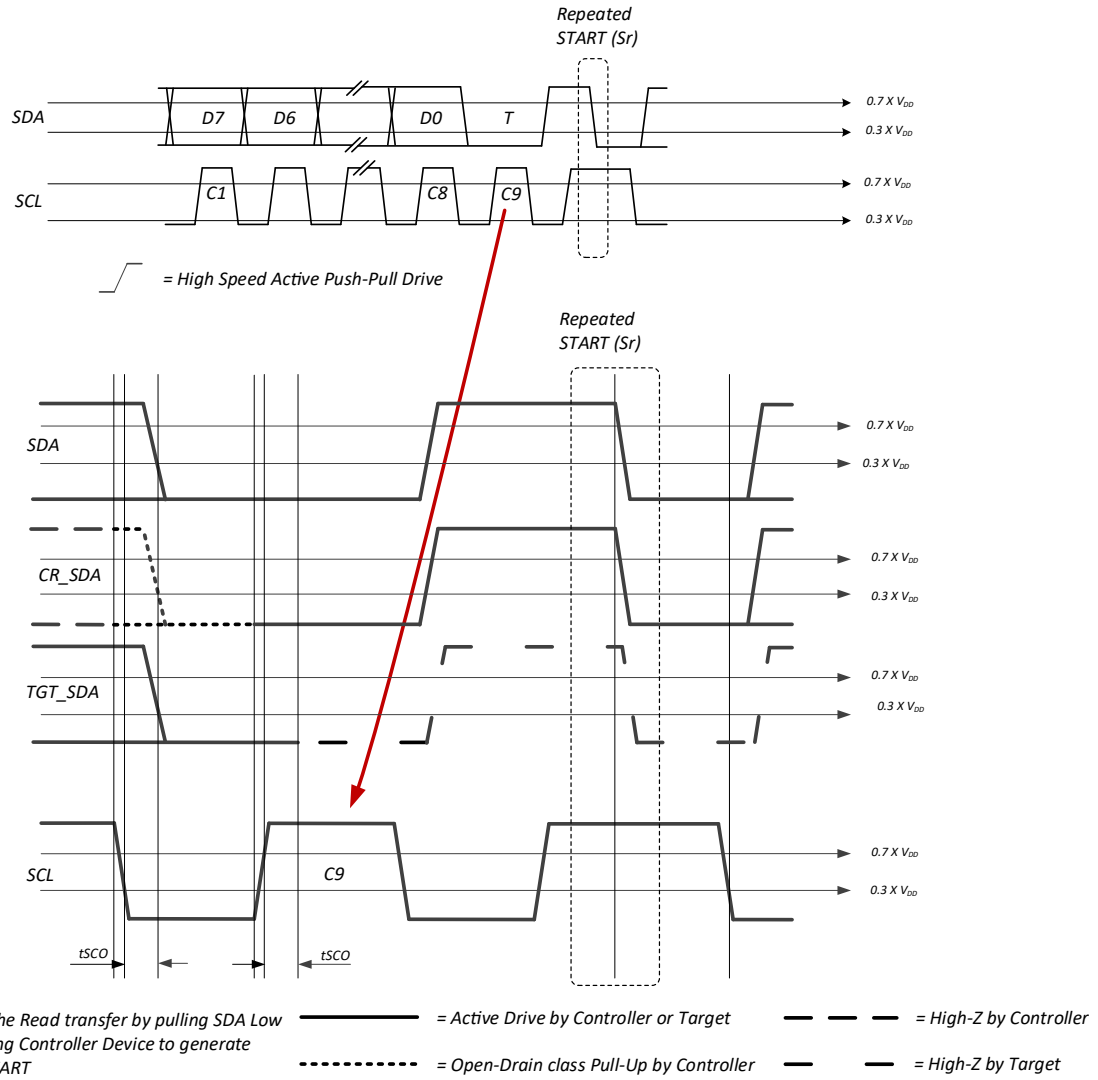 Repeated
START (Sr)
SDA
D7
D6
D0
T
0.7 X VDD
0.3 X VDD
SCL
C1
C8
C9
0.7 X VDD
0.3 X VDD
= High Speed Active Push-Pull Drive
Repeated
START (Sr)
SDA
0.7 X VDD
0.3 X VDD
CR_SDA
0.7 X VDD
0.3 X VDD
TGT_SDA
0.7 X VDD
0.3 X VDD
SCL
C9
0.7 X VDD
0.3 X VDD
tSCO
tSCO
he Read transfer by pulling SDA Low
ng Controller Device to generate
ART
= Active Drive by Controller or Target
= High-Z by Controller
= Open-Drain class Pull-Up by Controller
= High-Z by Target